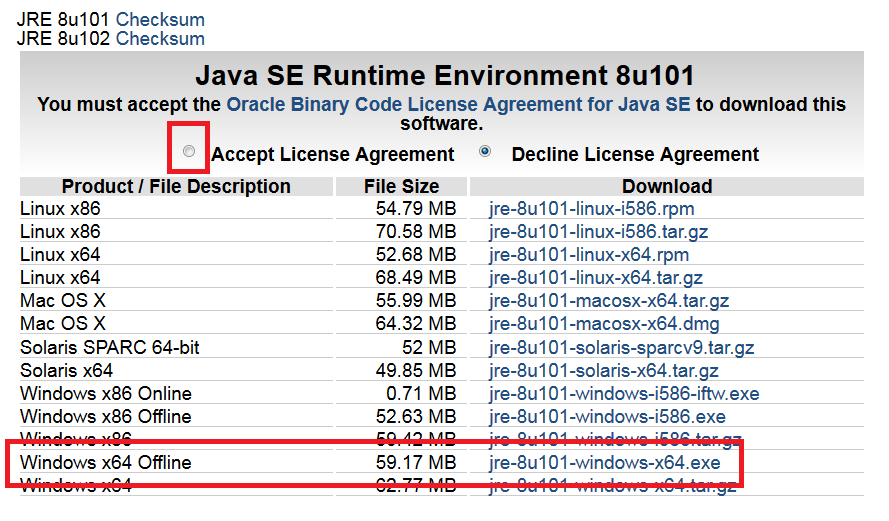 JRE 8u101 Checksum
JRE 8u102 Checksum
Java SE Runtime Environment 8u101
You must accept the Oracle Binary Code License Agreement for Java SE to download this
software.
Accept License Agreement Decline License Agreement
Product / File Description File Size Download
Linux x86 54.79 MB jre-8u101-linux-i586.rpm
Linux x86 70.58 MB jre-8u101-linux-i586.tar.gz
Linux x64 52.68 MB jre-8u101-linux-x64.rpm
Linux x64 68.49 MB jre-8u101-linux-x64.tar.gz
Mac OS X 55.99 MB jre-8u101-macosx-x64.tar.gz
Mac OS X 64.32 MB jre-8u101-macosx-x64.dmg
Solaris SPARC 64-bit 52 MB jre-8u101-solaris-sparcv9.tar.gz
Solaris x64 49.85 MB jre-8u101-solaris-x64.tar.gz
Windows x86 Online 0.71 MB jre-8u101-windows-i586-iftw.exe
Windows x86 Offline 52.63 MB jre-8u101-windows-i586.exe
Windows x86 59.42 MB jre-8u101-windows-i586.tar.gz
Windows x64 Offline 59.17 MB jre-8u101-windows-x64.exe
Windows x64 62.77 MB jre-8u101-windows-x64.tar.gz